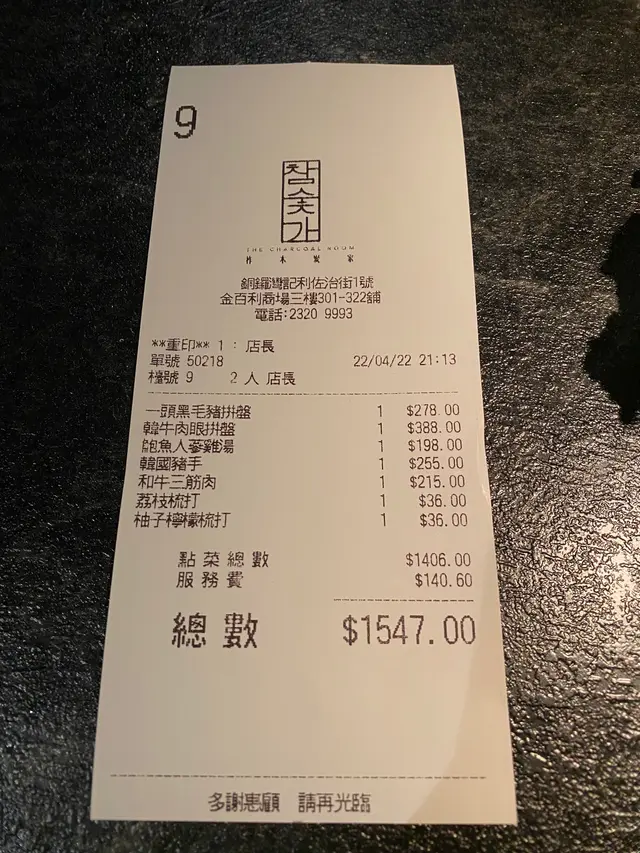 9
참숯가
THE CHARCOAL ROOM
柞木炭家
銅鑼灣記利佐治街1號
金百利商場三樓301-322舖
電話:2320 9993
**重印** 1 : 店長
單號 50218 22/04/22 21:13
檯號 9 2 人 店長
一頭黑毛豬拼盤 1 $278.00
韓牛肉眼拼盤 1 $388.00
鮑魚人蔘雞湯 1 $198.00
韓國豬手 1 $255.00
和牛三筋肉 1 $215.00
荔枝梳打 1 $36.00
柚子檸檬梳打 1 $36.00
點菜總數 $1406.00
服務費 $140.60
總數 $1547.00
多謝惠顧 請再光臨